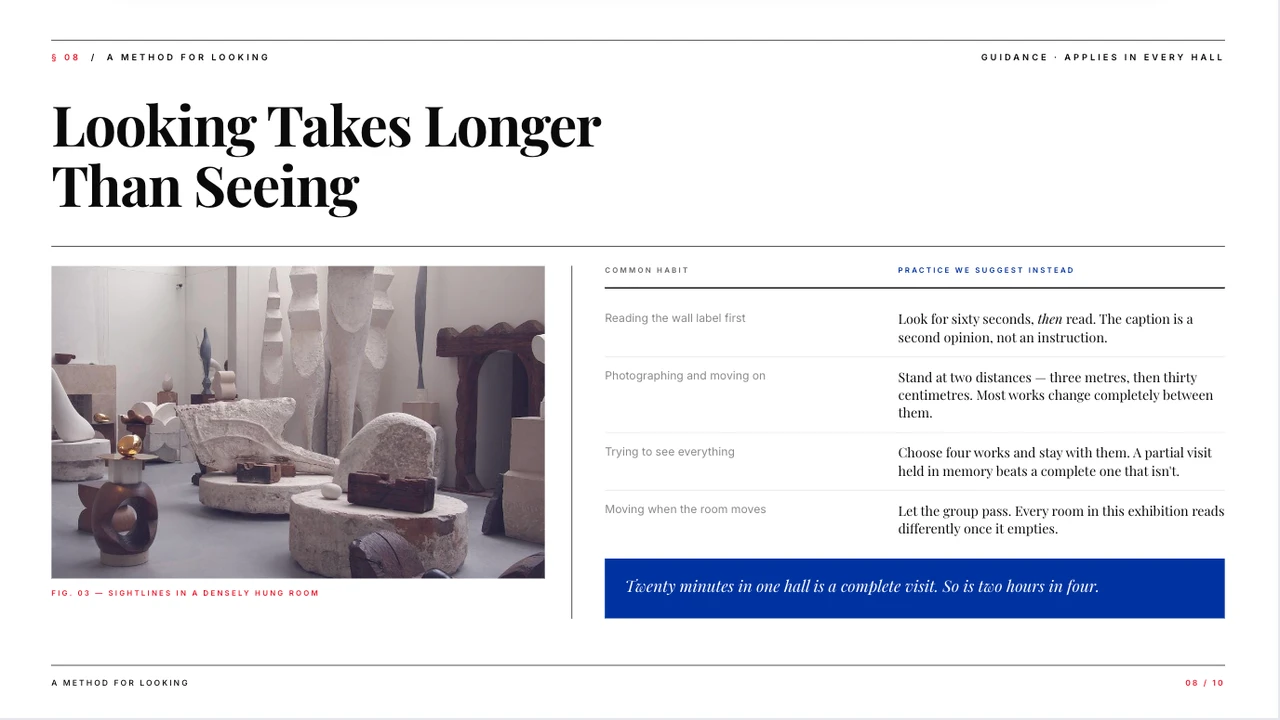 § 08 / A METHOD FOR LOOKING
GUIDANCE · APPLIES IN EVERY HALL
Looking Takes Longer
Than Seeing
COMMON HABIT
PRACTICE WE SUGGEST INSTEAD
Reading the wall label first
Look for sixty seconds, then read. The caption is a
second opinion, not an instruction.
Photographing and moving on
Stand at two distances — three metres, then thirty
centimetres. Most works change completely between
them.
Trying to see everything
Choose four works and stay with them. A partial visit
held in memory beats a complete one that isn't.
Moving when the room moves
Let the group pass. Every room in this exhibition reads
differently once it empties.
Twenty minutes in one hall is a complete visit. So is two hours in four.
FIG. 03 — SIGHTLINES IN A DENSELY HUNG ROOM
A METHOD FOR LOOKING
08 / 10